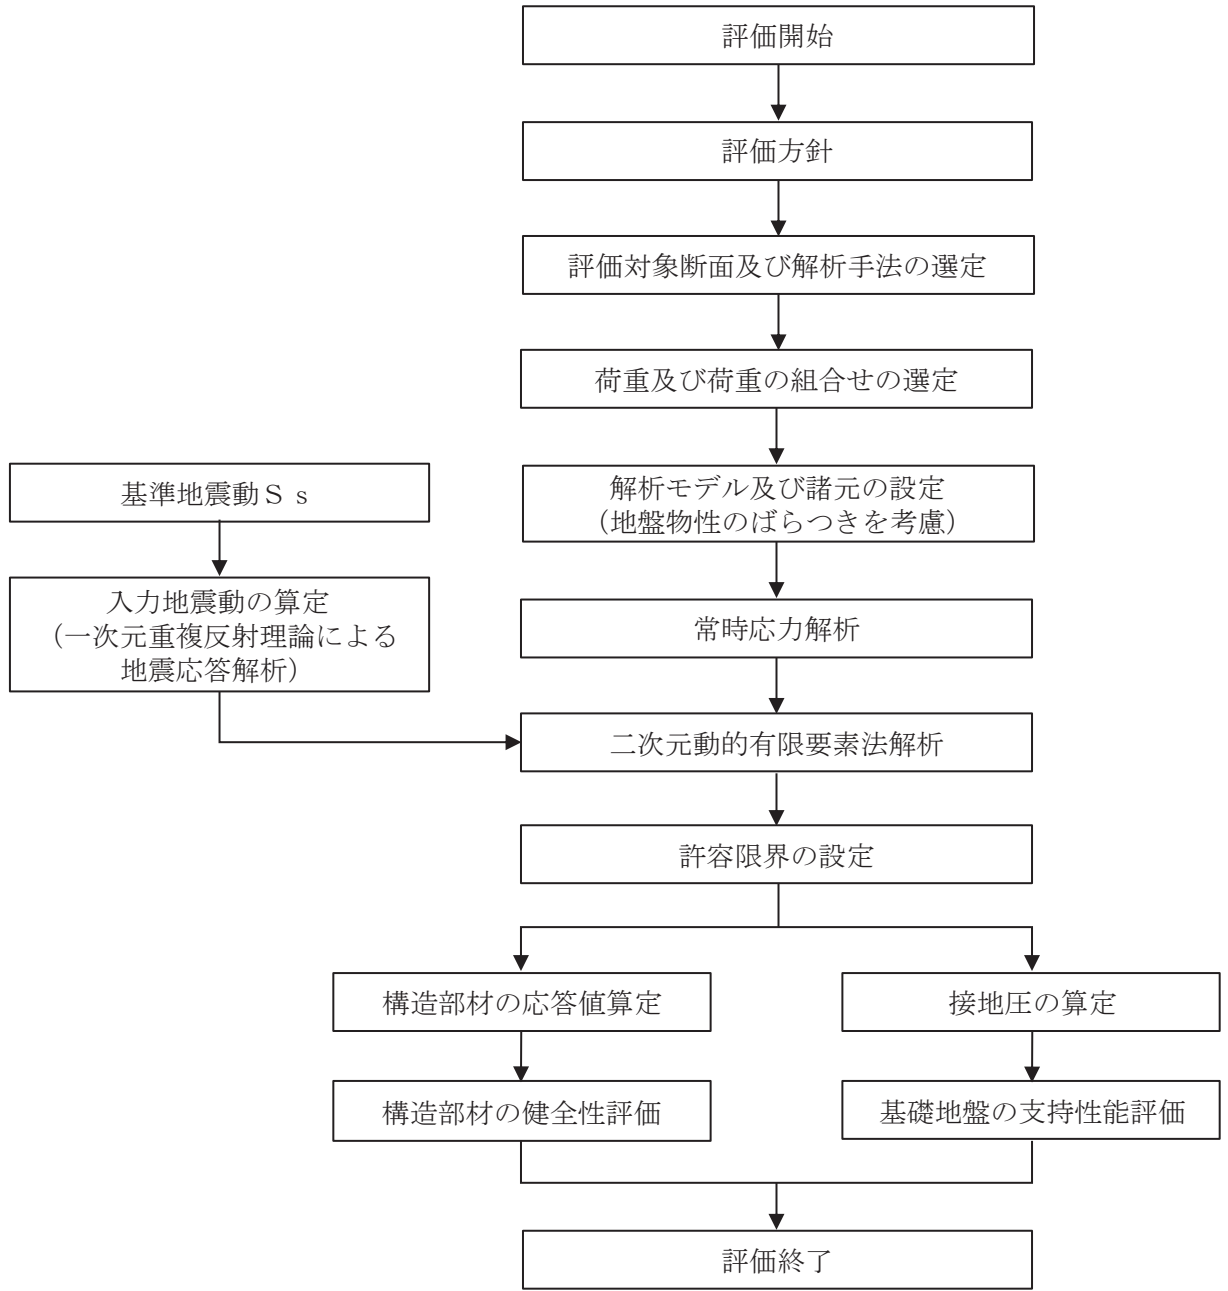 評価開始
評価方針
評価対象断面及び解析手法の選定
荷重及び荷重の組合せの選定
基準地震動Ｓｓ
解析モデル及び諸元の設定
（地盤物性のばらつきを考慮）
入力地震動の算定
（一次元重複反射理論による
地震応答解析）
常時応力解析
二次元動的有限要素法解析
許容限界の設定
構造部材の応答値算定
接地圧の算定
構造部材の健全性評価
基礎地盤の支持性能評価
評価終了